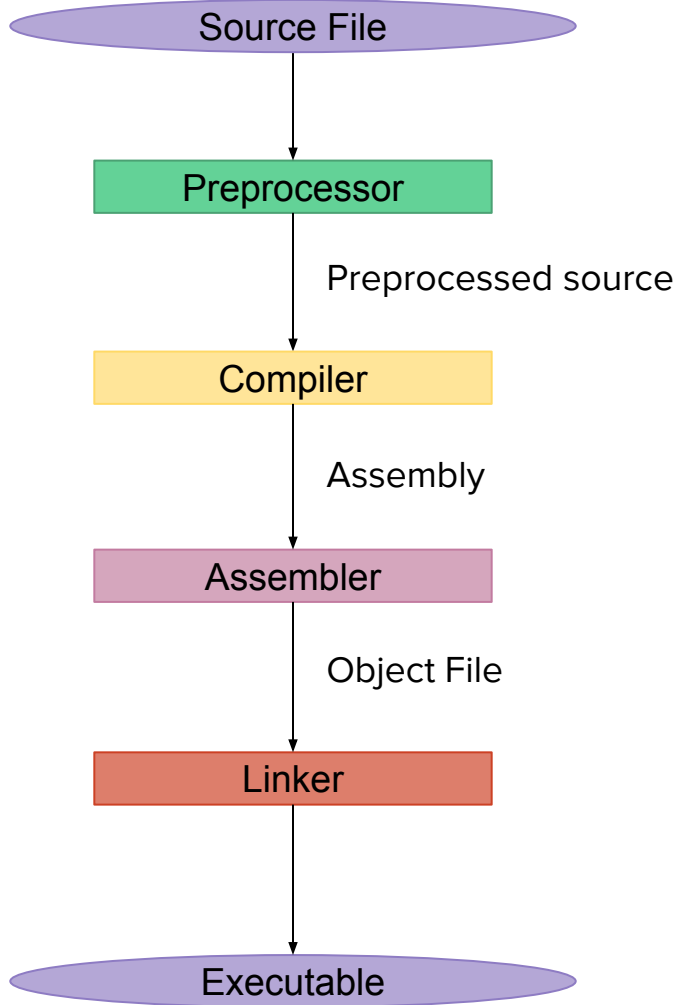 Source File
Preprocessor
Preprocessed source
Compiler
Assembly
Assembler
Object File
Linker
Executable